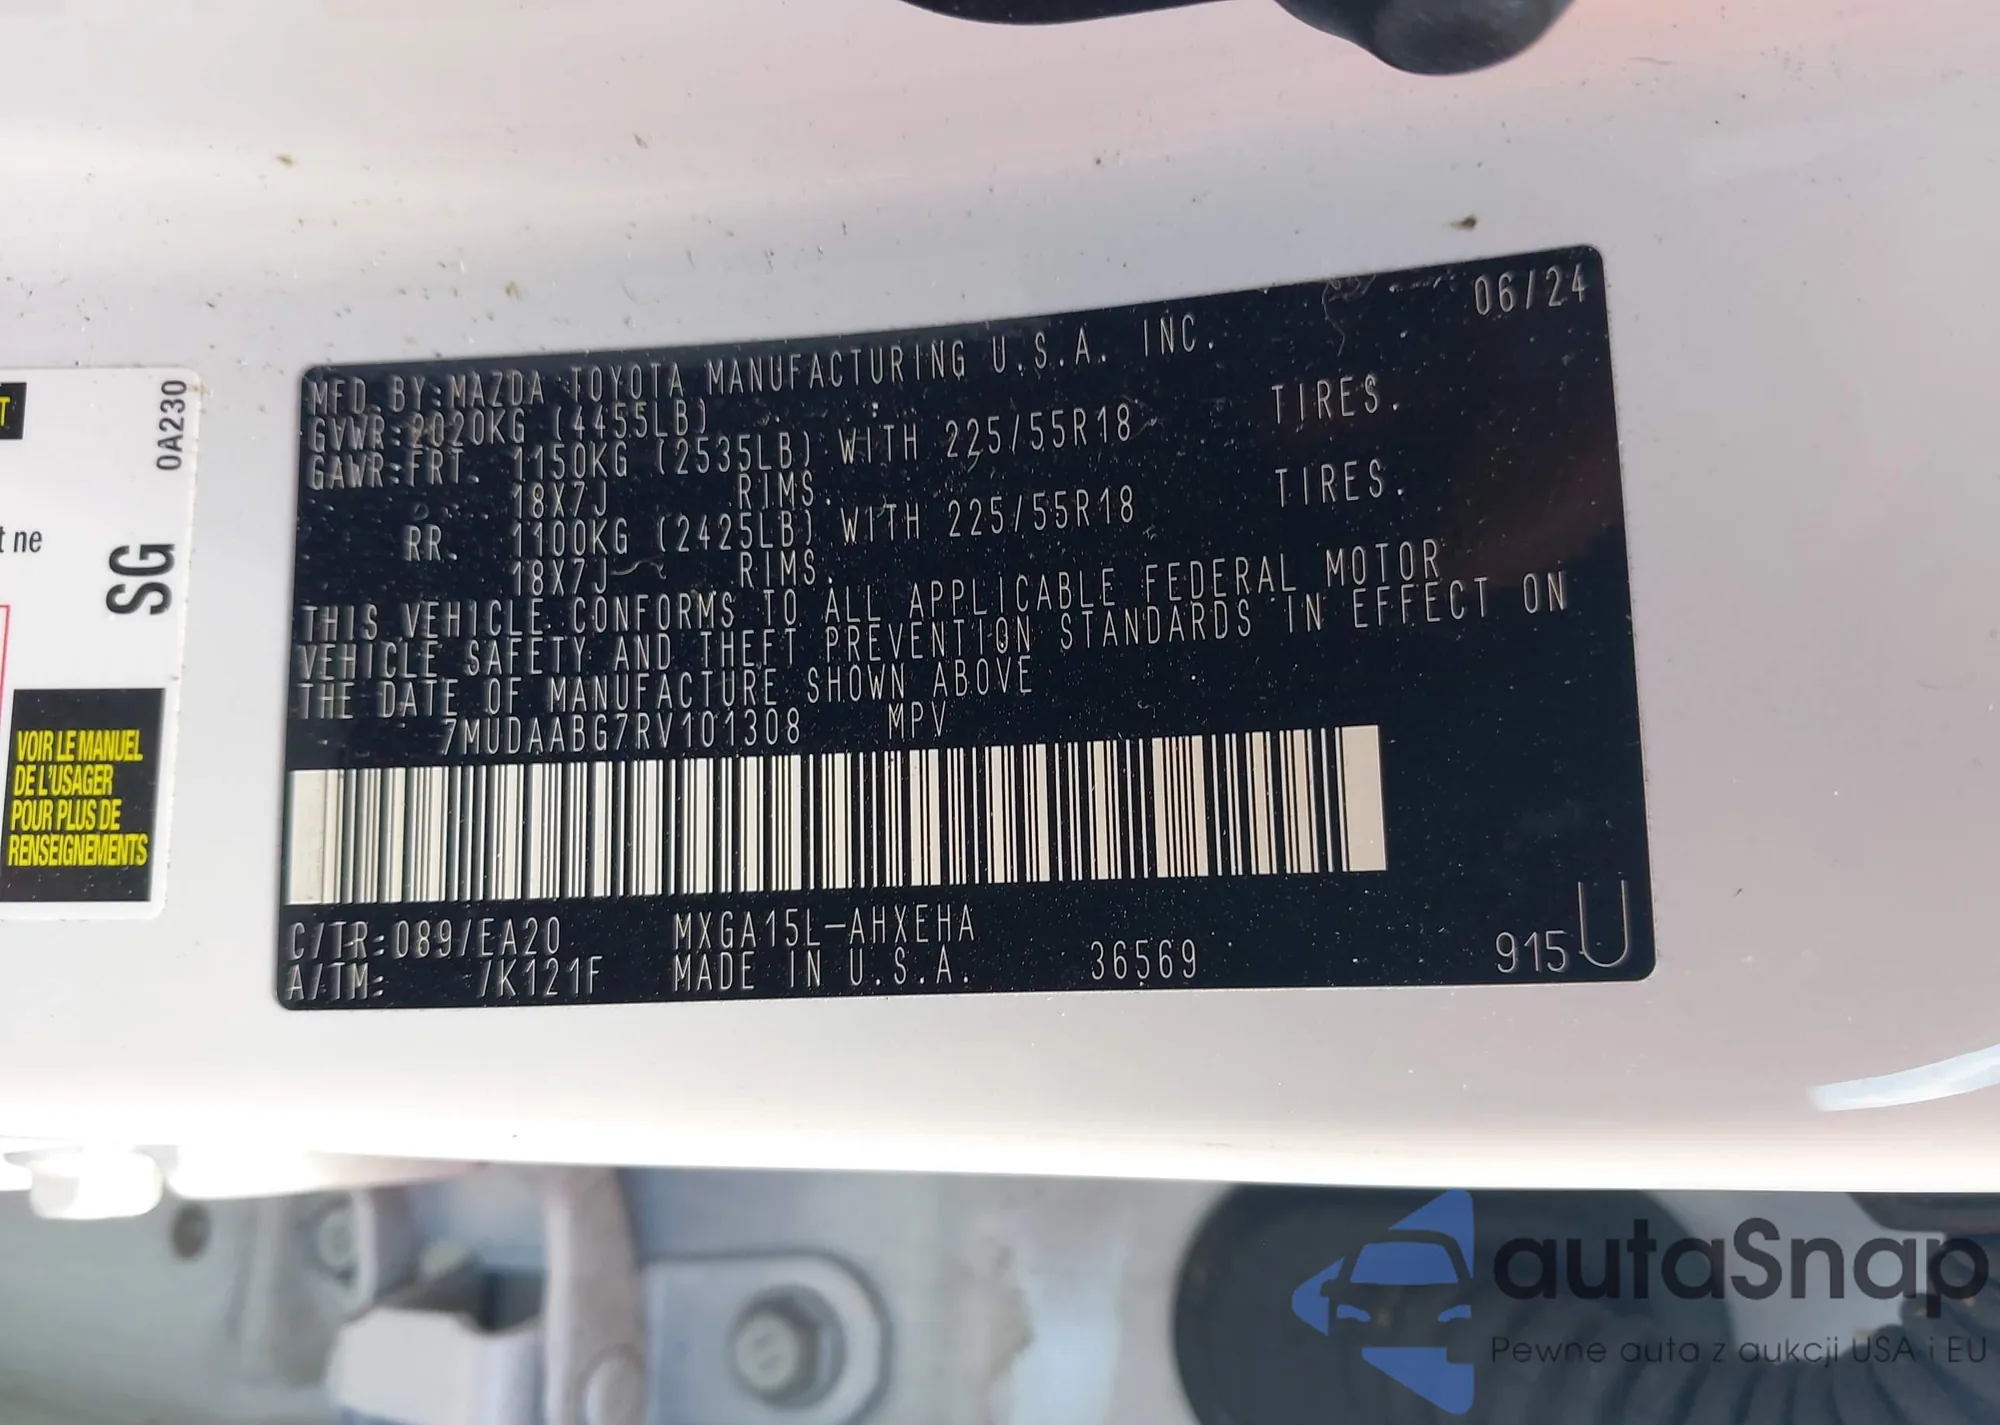 06/24
MFD. BY:MAZDA TOYOTA MANUFACTURING U.S.A. INC.
GVWR:2020KG (4455LB)
GAWR:FRT. 1150KG (2535LB) WITH 225/55R18 TIRES.
18X7J RIMS.
RR. 1100KG (2425LB) WITH 225/55R18 TIRES.
18X7J RIMS.
THIS VEHICLE CONFORMS TO ALL APPLICABLE FEDERAL MOTOR
VEHICLE SAFETY AND THEFT PREVENTION STANDARDS IN EFFECT ON
THE DATE OF MANUFACTURE SHOWN ABOVE
7MUDAABG7RV101308 MPV
C/TR:089/EA20 MXGA15L-AHXEHA
A/TM: /K121F MADE IN U.S.A. 36569 915U
0A230
SG
T
t ne
VOIR LE MANUEL
DE L'USAGER
POUR PLUS DE
RENSEIGNEMENTS
autaSnap
Pewne auta z aukcji USA i EU